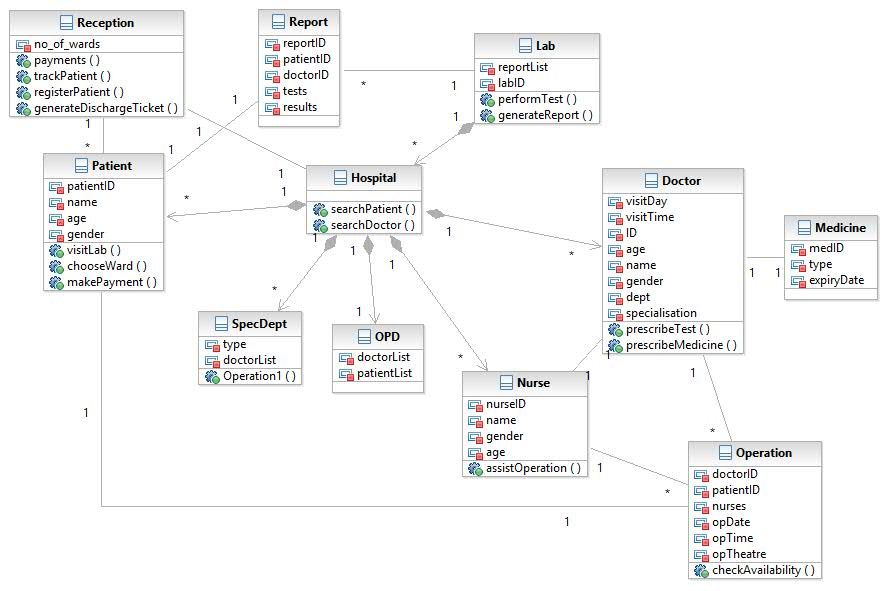 Reception
no_of_wards
payments ( )
trackPatient ( )
registerPatient ( )
generateDischargeTicket ( )
Report
reportID
patientID
doctorID
tests
results
Lab
reportList
labID
performTest ( )
generateReport ( )
*
1
1
1
1
1
*
1
*
Patient
patientID
name
age
gender
visitLab ( )
chooseWard ( )
makePayment ( )
Hospital
searchPatient ( )
searchDoctor ( )
1
1
*
1
*
1
*
1
1
1
*
Doctor
visitDay
visitTime
ID
age
name
gender
dept
specialisation
prescribeTest ( )
prescribeMedicine ( )
Medicine
medID
type
expiryDate
1
1
SpecDept
type
doctorList
Operation1 ( )
OPD
doctorList
patientList
Nurse
nurseID
name
gender
age
assistOperation ( )
1
1
1
*
1
*
Operation
doctorID
patientID
nurses
opDate
opTime
opTheatre
checkAvailability ( )
1
1